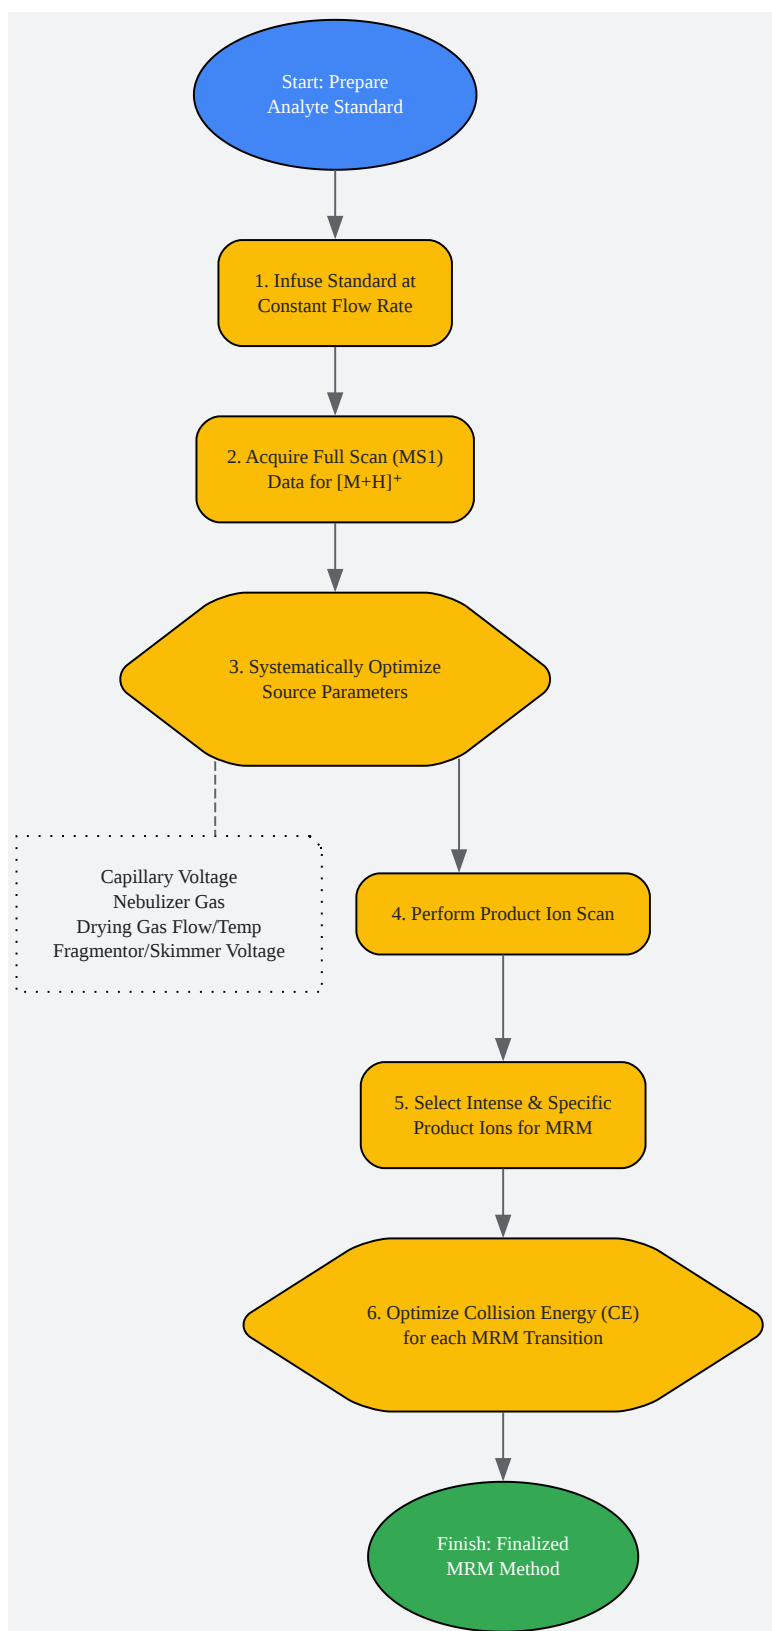 Start: Prepare
Analyte Standard
1. Infuse Standard at
Constant Flow Rate
2. Acquire Full Scan (MS1)
Data for [M+H]⁺
3. Systematically Optimize
Source Parameters
Capillary Voltage
Nebulizer Gas
Drying Gas Flow/Temp
Fragmentor/Skimmer Voltage
4. Perform Product Ion Scan
5. Select Intense & Specific
Product Ions for MRM
6. Optimize Collision Energy (CE)
for each MRM Transition
Finish: Finalized
MRM Method